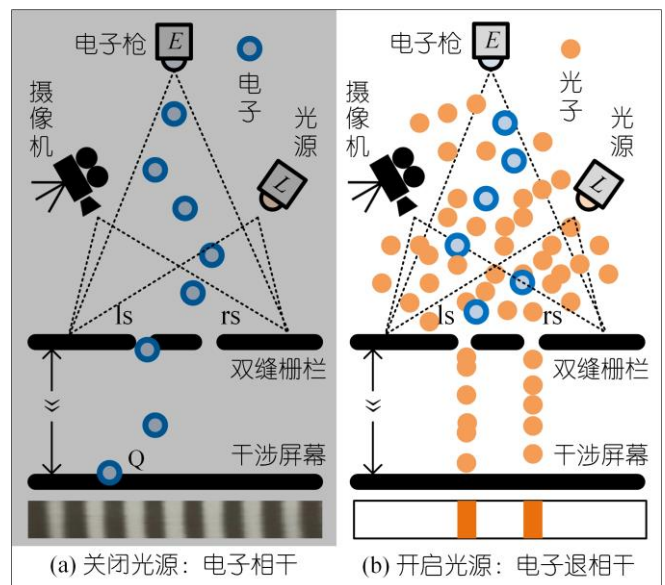 电子枪
E
电子
摄像机
光源
L
ls
rs
双缝栅栏
Q
干涉屏幕
(a) 关闭光源：电子相干
电子枪
E
光子
摄像机
光源
L
ls
rs
双缝栅栏
干涉屏幕
(b) 开启光源：电子退相干